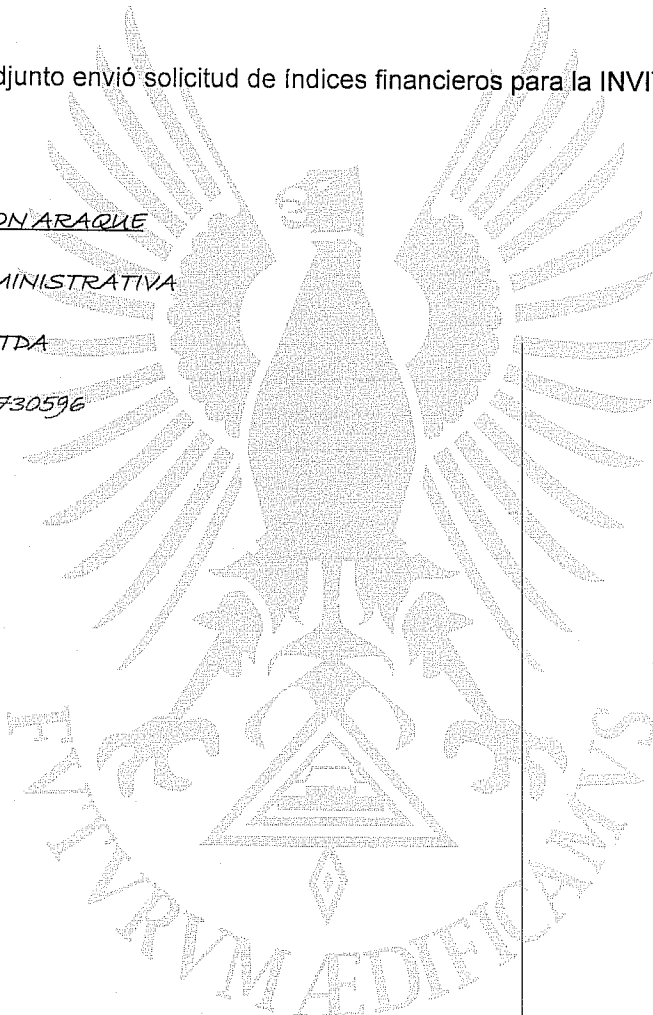 djunto envió solicitud de índices financieros para la INVI
ON ARAQUE
MINISTRATIVA
TDA
730596
FVTVRVM ÆDIFICAMVS